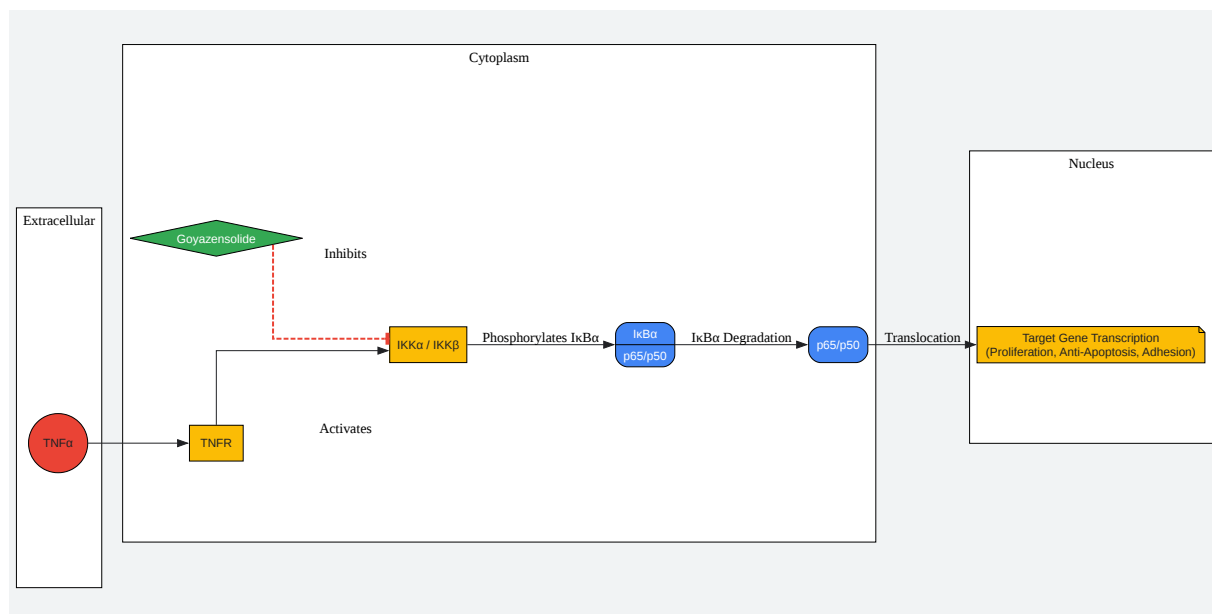 Extracellular
TNFα
Cytoplasm
Goyazensolide
Inhibits
TNFR
Activates
IKKα / IKKβ
Phosphorylates IκBα
IκBα
p65/p50
IκBα Degradation
p65/p50
Translocation
Nucleus
Target Gene Transcription
(Proliferation, Anti-Apoptosis, Adhesion)